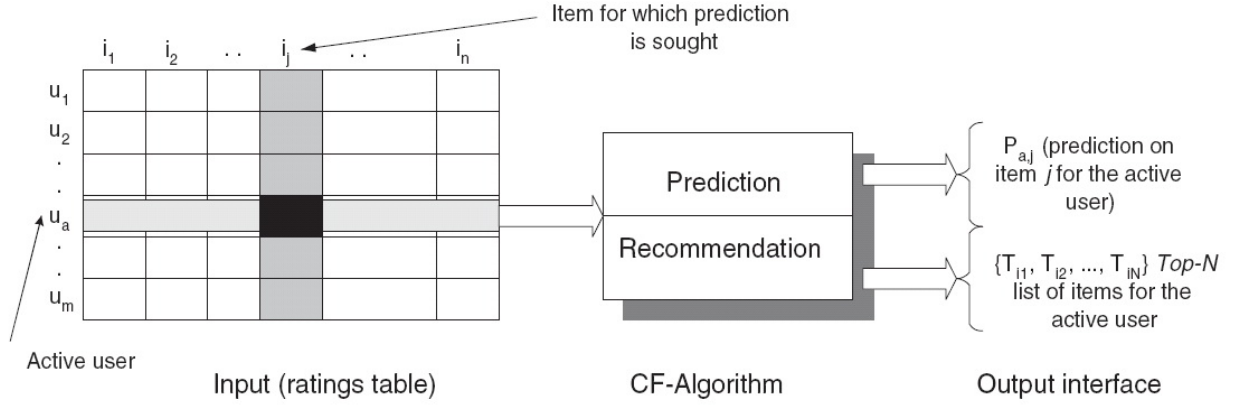 Item for which prediction
is sought
i1 i2 . . ij . . in
u1
u2
.
.
ua
.
.
um
Active user
Input (ratings table)
Prediction
Recommendation
CF-Algorithm
Pa,j (prediction on
item j for the active
user)
{Ti1, Ti2, ..., TiN} Top-N
list of items for the
active user
Output interface